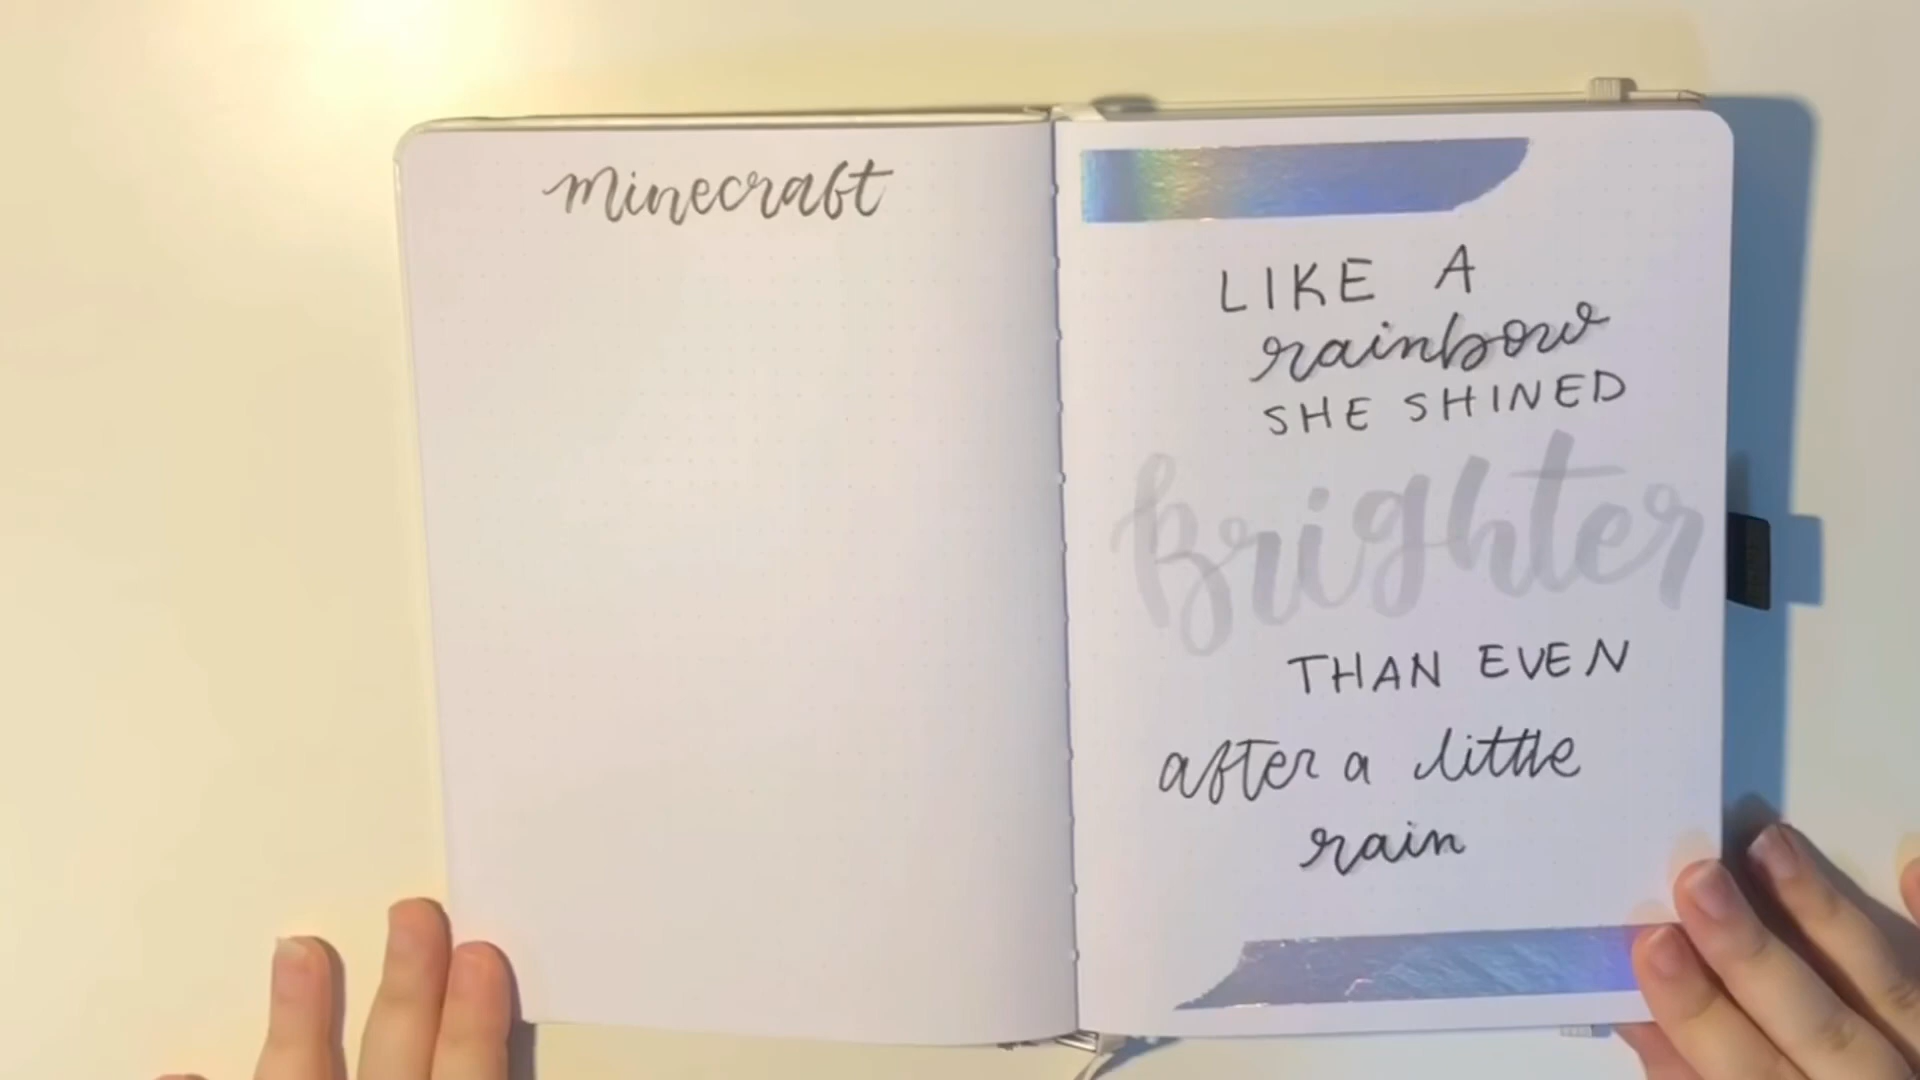 minecraft
LIKE A
rainbow
SHE SHINED
Brighter
THAN EVEN
after a little
rain